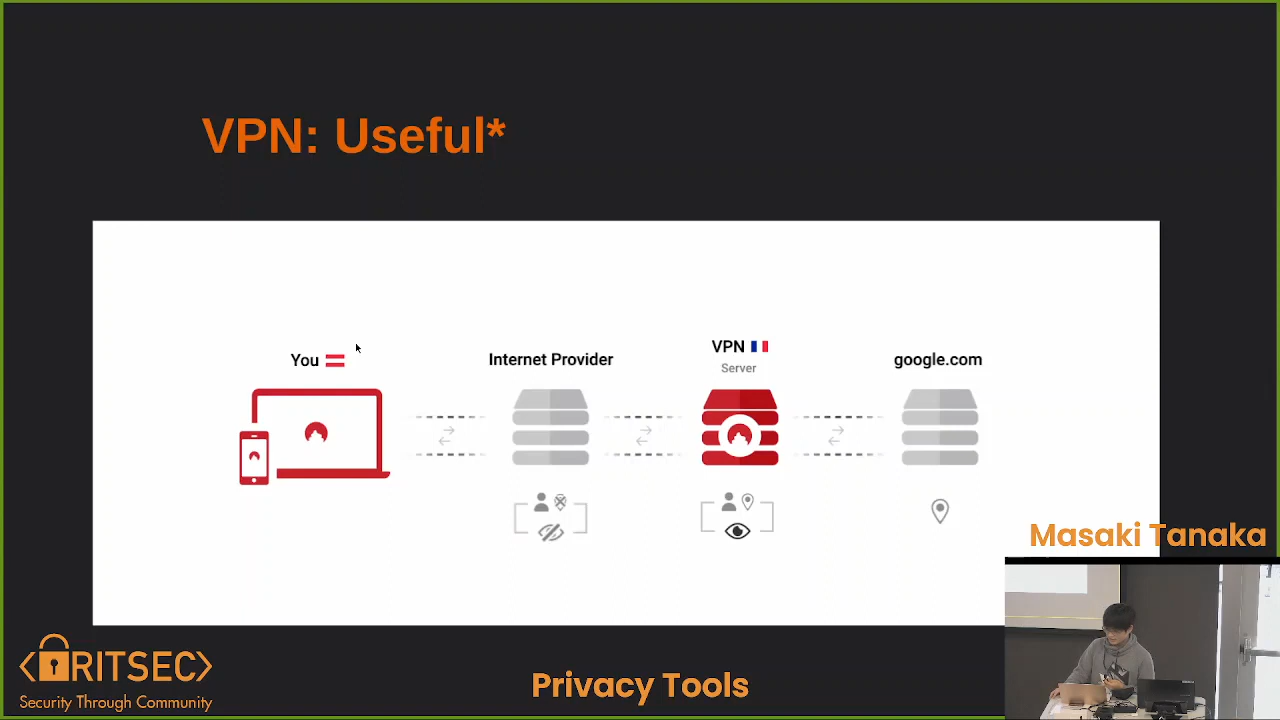 VPN: Useful*
You
Internet Provider
VPN
Server
google.com
Masaki Tanaka
RITSEC
Security Through Community
Privacy Tools